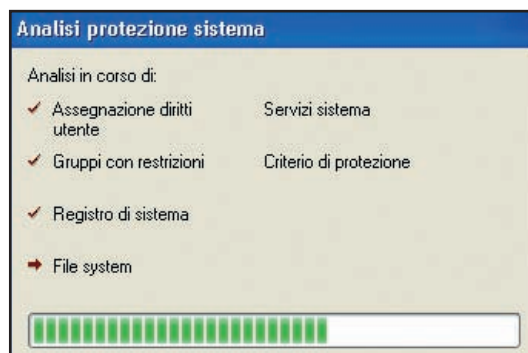 Analisi protezione sistema
Analisi in corso di:
Assegnazione diritti
utente
Gruppi con restrizioni
Registro di sistema
File system
Servizi sistema
Criterio di protezione